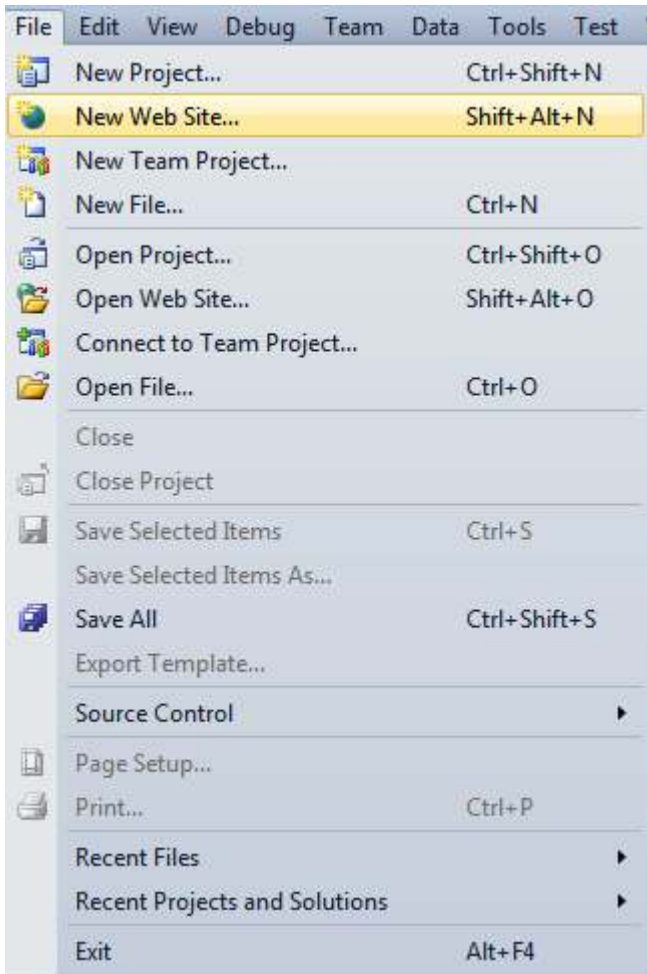 File Edit View Debug Team Data Tools Test
New Project... Ctrl+Shift+N
New Web Site... Shift+Alt+N
New Team Project...
New File... Ctrl+N
Open Project... Ctrl+Shift+O
Open Web Site... Shift+Alt+O
Connect to Team Project...
Open File... Ctrl+O
Close
Close Project
Save Selected Items Ctrl+S
Save Selected Items As...
Save All Ctrl+Shift+S
Export Template...
Source Control
Page Setup...
Print... Ctrl+P
Recent Files
Recent Projects and Solutions
Exit Alt+F4